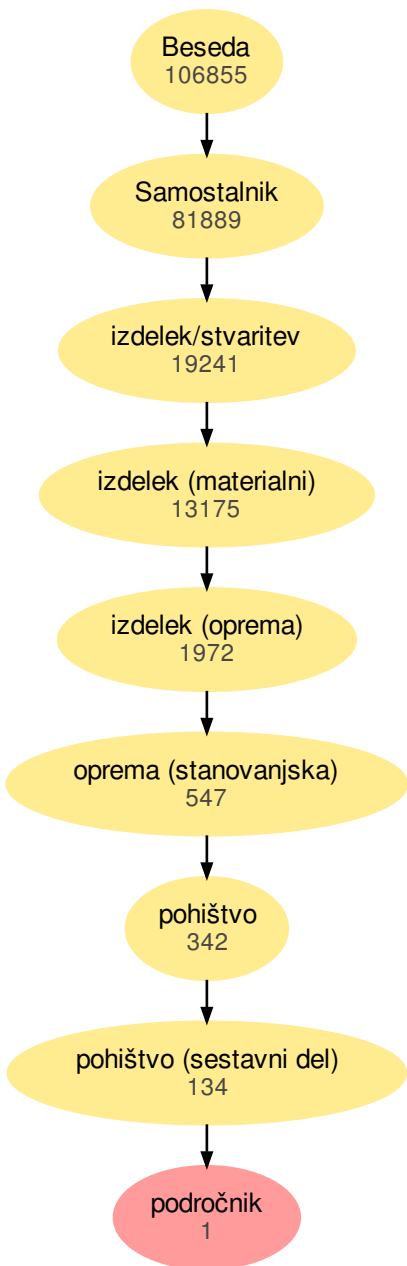 Beseda
106855
Samostalnik
81889
izdelek/stvaritev
19241
izdelek (materialni)
13175
izdelek (oprema)
1972
oprema (stanovanjska)
547
pohištvo
342
pohištvo (sestavni del)
134
področnik
1